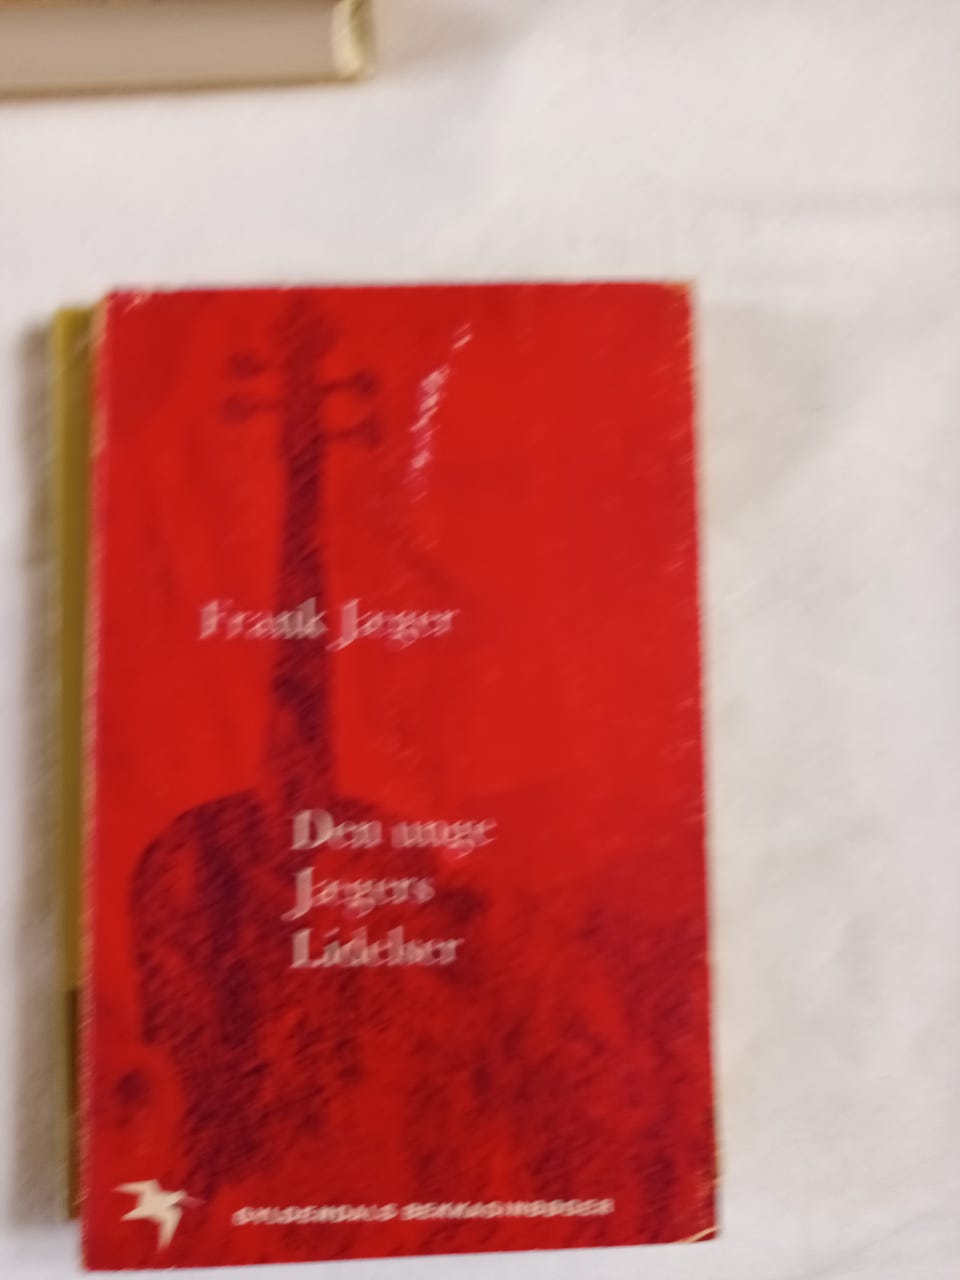 Frank Jæger
Den unge
Jægers
Lidelser
GYLDENDALS BEKKASINBØGER